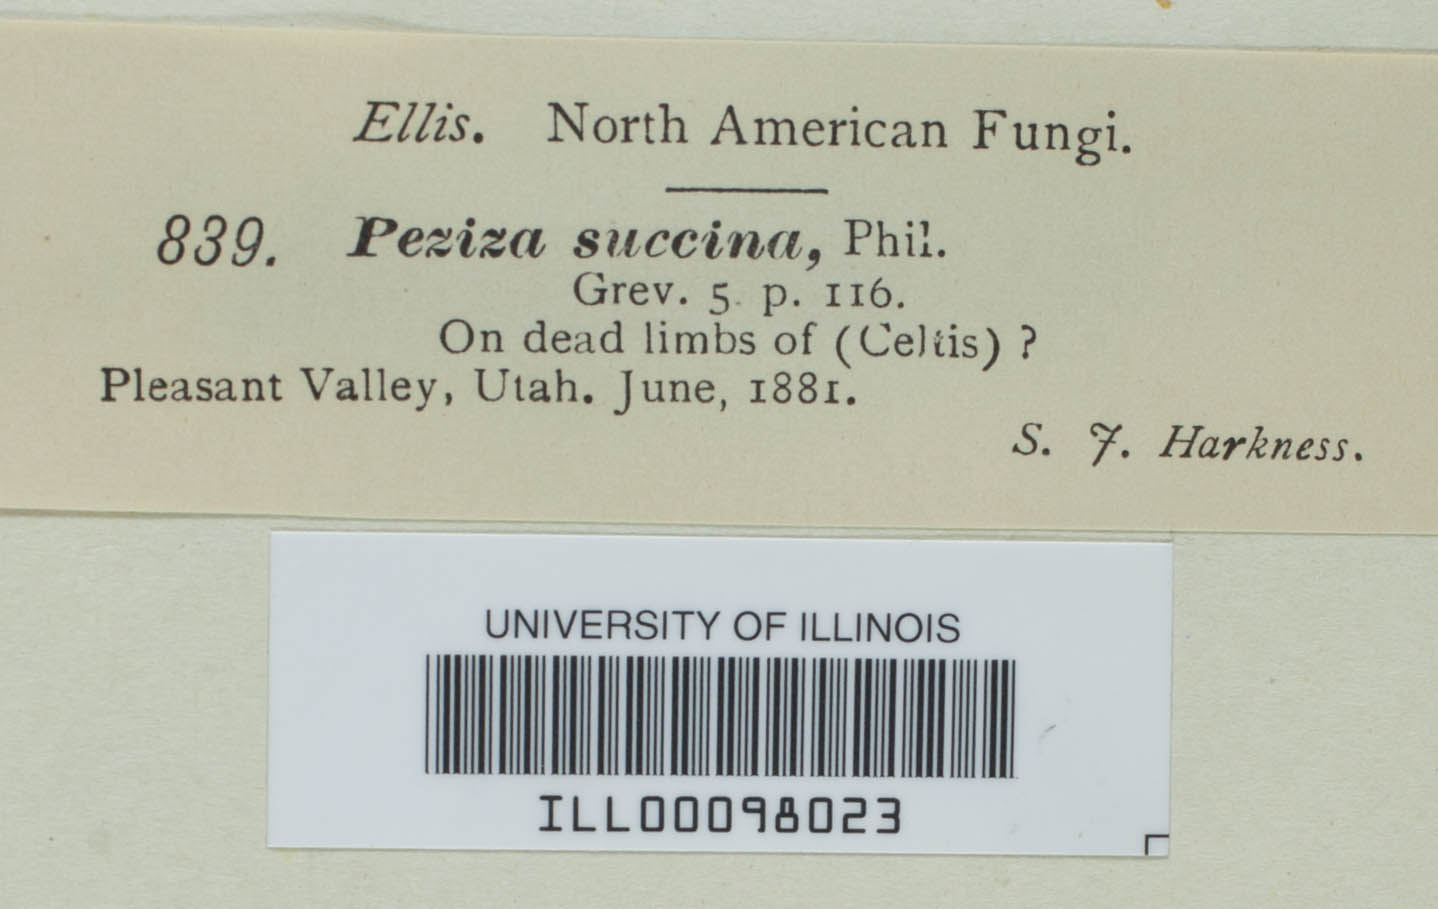 Ellis. North American Fungi.
839. Peziza succina, Phil.
Grev. 5. p. 116.
On dead limbs of (Celtis) ?
Pleasant Valley, Utah. June, 1881.
S. J. Harkness.
UNIVERSITY OF ILLINOIS
ILL00098023